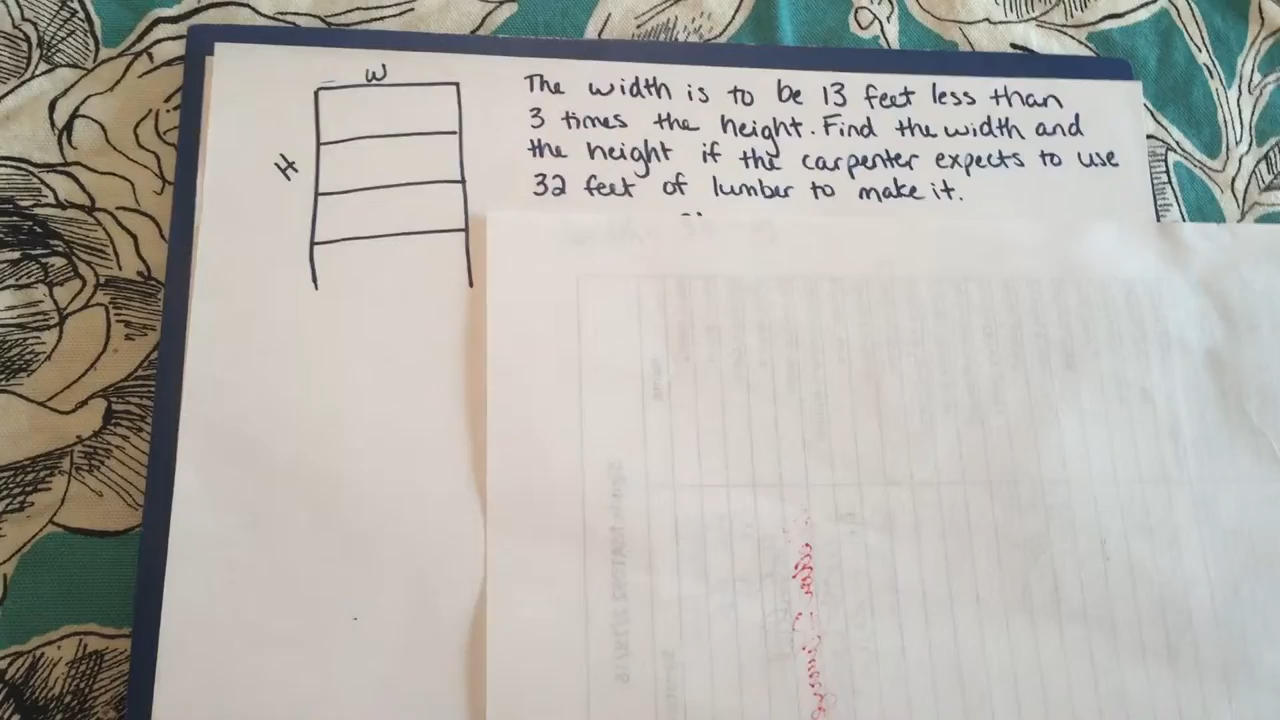 W
H
The width is to be 13 feet less than
3 times the height. Find the width and
the height if the carpenter expects to use
32 feet of lumber to make it.